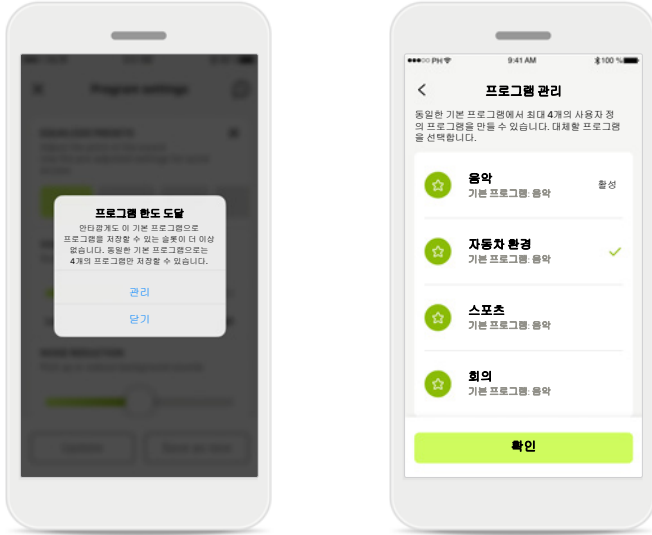 Program settings
프로그램 한도 도달
안타깝게도 이 기본 프로그램으로
프로그램을 저장할 수 있는 슬롯이 더 이상
없습니다. 동일한 기본 프로그램으로는
4개의 프로그램만 저장할 수 있습니다.
관리
닫기
PH
9:41 AM
100 %
프로그램 관리
동일한 기본 프로그램에서 최대 4개의 사용자 정
의 프로그램을 만들 수 있습니다. 대체할 프로그램
을 선택합니다.
음악
기본 프로그램: 음악
활성
자동차 환경
기본 프로그램: 음악
스포츠
기본 프로그램: 음악
회의
기본 프로그램: 음악
확인